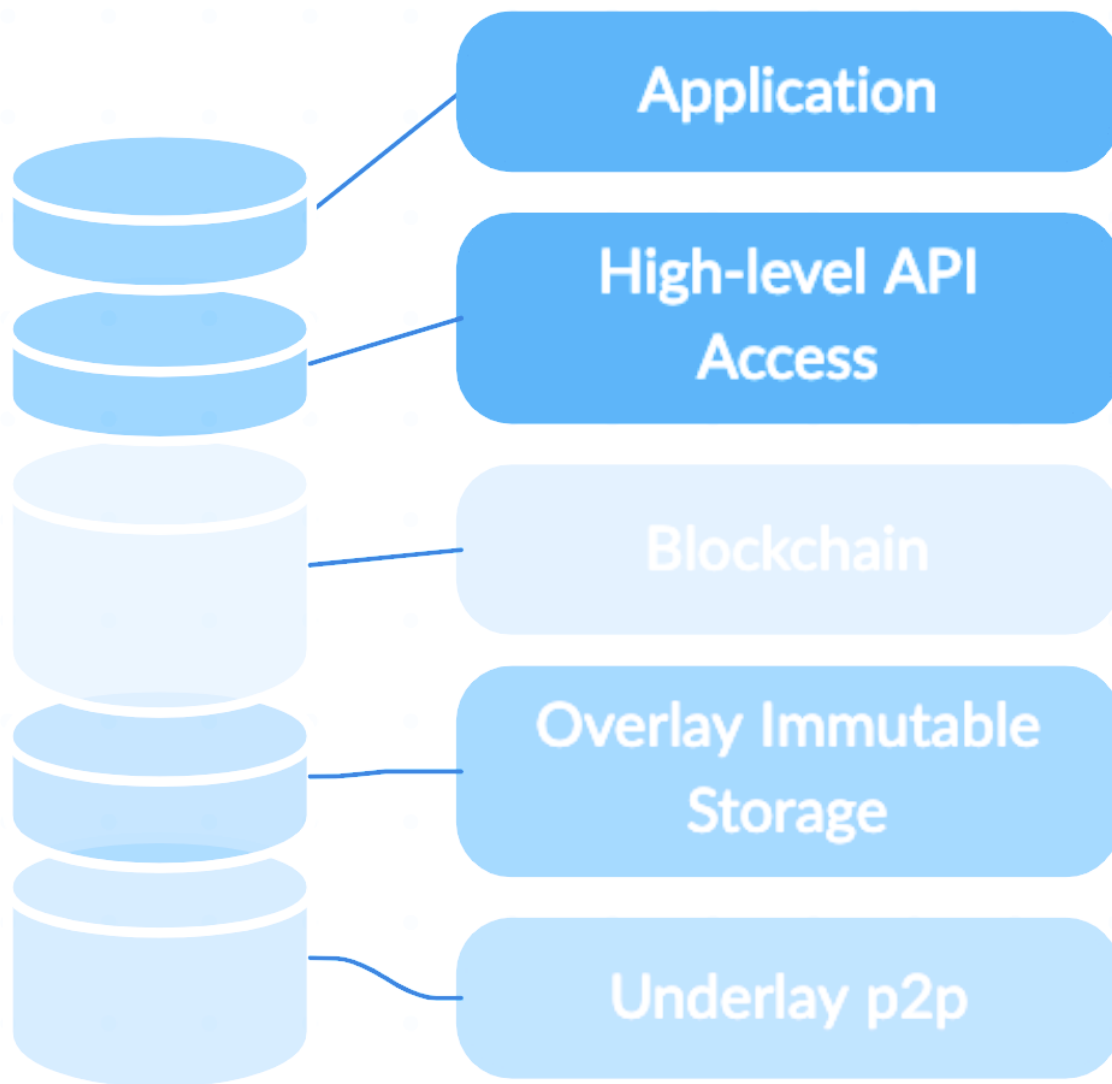 Application
High-level API
Access
Blockchain
Overlay Immutable
Storage
Underlay p2p